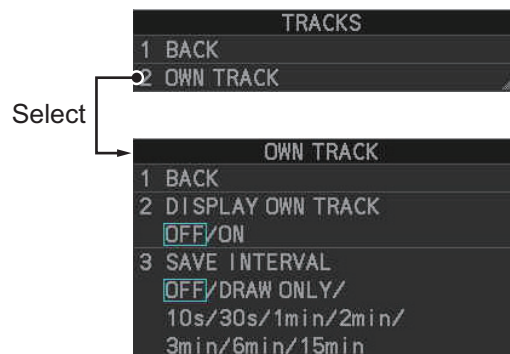 TRACKS
1 BACK
2 OWN TRACK
Select
OWN TRACK
1 BACK
2 DISPLAY OWN TRACK
OFF/ON
3 SAVE INTERVAL
OFF/DRAW ONLY/
10s/30s/1min/2min/
3min/6min/15min